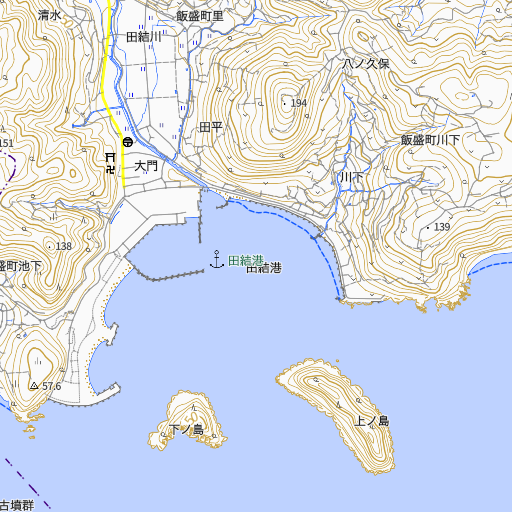 清水
飯盛町里
田結川
八ノ久保
194
田平
飯盛町川下
151
大門
川下
139
138
田結港
田結港
盛町池下
57.6
上ノ島
下ノ島
古墳群